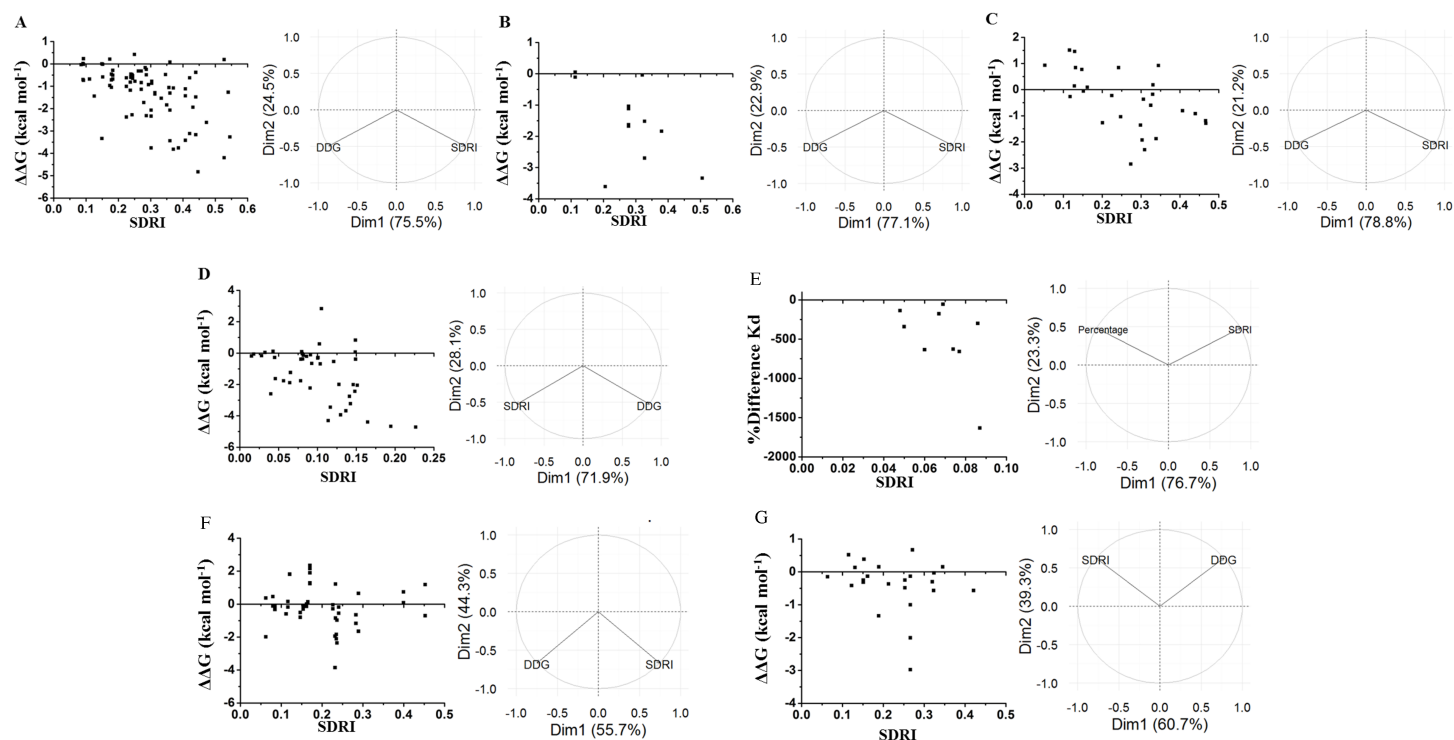 A
ΔΔG (kcal mol-1)
1
0
-1
-2
-3
-4
-5
-6
0.0 0.1 0.2 0.3 0.4 0.5 0.6
SDRI
Dim2 (24.5%)
1.0
0.5
0.0
-0.5
-1.0
DDG SDRI
-1.0 -0.5 0.0 0.5 1.0
Dim1 (75.5%)
B
ΔΔG (kcal mol-1)
1
0
-1
-2
-3
-4
0.0 0.1 0.2 0.3 0.4 0.5 0.6
SDRI
Dim2 (22.9%)
1.0
0.5
0.0
-0.5
-1.0
DDG SDRI
-1.0 -0.5 0.0 0.5 1.0
Dim1 (77.1%)
C
ΔΔG (kcal mol-1)
2
1
0
-1
-2
-3
-4
0.0 0.1 0.2 0.3 0.4 0.5
SDRI
Dim2 (21.2%)
1.0
0.5
0.0
-0.5
-1.0
DDG SDRI
-1.0 -0.5 0.0 0.5 1.0
Dim1 (78.8%)
D
ΔΔG (kcal mol-1)
4
2
0
-2
-4
-6
0.00 0.05 0.10 0.15 0.20 0.25
SDRI
Dim2 (28.1%)
1.0
0.5
0.0
-0.5
-1.0
SDRI DDG
-1.0 -0.5 0.0 0.5 1.0
Dim1 (71.9%)
E
%Difference Kd
0
-500
-1000
-1500
-2000
0.00 0.02 0.04 0.06 0.08 0.10
SDRI
Dim2 (23.3%)
1.0
0.5
0.0
-0.5
-1.0
Percentage SDRI
-1.0 -0.5 0.0 0.5 1.0
Dim1 (76.7%)
F
ΔΔG (kcal mol-1)
4
2
0
-2
-4
-6
0.0 0.1 0.2 0.3 0.4 0.5
SDRI
Dim2 (44.3%)
1.0
0.5
0.0
-0.5
-1.0
DDG SDRI
-1.0 -0.5 0.0 0.5 1.0
Dim1 (55.7%)
G
ΔΔG (kcal mol-1)
1
0
-1
-2
-3
-4
0.0 0.1 0.2 0.3 0.4 0.5
SDRI
Dim2 (39.3%)
1.0
0.5
0.0
-0.5
-1.0
SDRI DDG
-1.0 -0.5 0.0 0.5 1.0
Dim1 (60.7%)